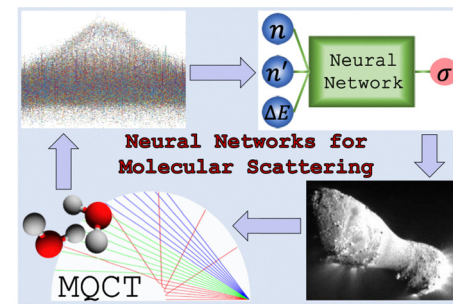 n
n'
ΔE
Neural
Network
σ
Neural Networks for
Molecular Scattering
MQCT